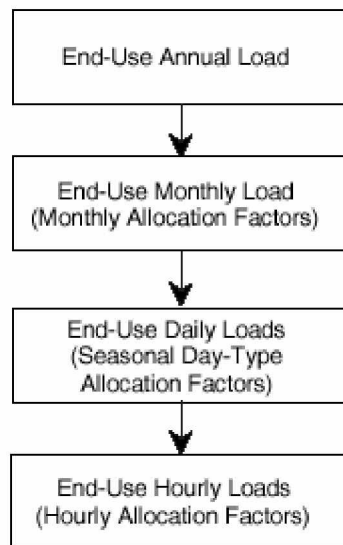 End-Use Annual Load
End-Use Monthly Load
(Monthly Allocation Factors)
End-Use Daily Loads
(Seasonal Day-Type
Allocation Factors)
End-Use Hourly Loads
(Hourly Allocation Factors)